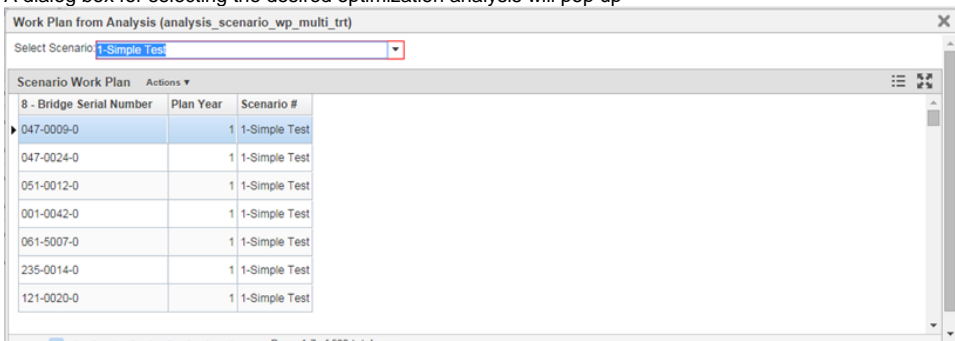 A dialog box for selecting the desired optimization analysis will pop up
Work Plan from Analysis (analysis_scenario_wp_multi_trt)
Select Scenario: 1-Simple Test
Scenario Work Plan Actions
8 - Bridge Serial Number Plan Year Scenario #
047-0009-0 1 1-Simple Test
047-0024-0 1 1-Simple Test
051-0012-0 1 1-Simple Test
001-0042-0 1 1-Simple Test
061-5007-0 1 1-Simple Test
235-0014-0 1 1-Simple Test
121-0020-0 1 1-Simple Test